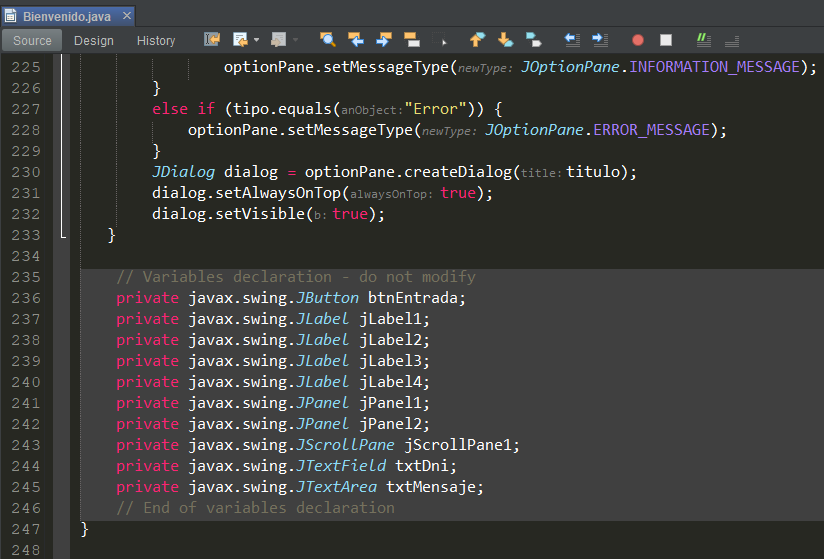 Bienvenido.java
Source Design History
225 optionPane.setMessageType(newType: JOptionPane.INFORMATION_MESSAGE);
226 }
227 else if (tipo.equals(anObject:"Error")) {
228 optionPane.setMessageType(newType: JOptionPane.ERROR_MESSAGE);
229 }
230 JDialog dialog = optionPane.createDialog(title: titulo);
231 dialog.setAlwaysOnTop(alwaysOnTop: true);
232 dialog.setVisible(b: true);
233 }
234
235 // Variables declaration - do not modify
236 private javax.swing.JButton btnEntrada;
237 private javax.swing.JLabel jLabel1;
238 private javax.swing.JLabel jLabel2;
239 private javax.swing.JLabel jLabel3;
240 private javax.swing.JLabel jLabel4;
241 private javax.swing.JPanel jPanel1;
242 private javax.swing.JPanel jPanel2;
243 private javax.swing.JScrollPane jScrollPane1;
244 private javax.swing.JTextField txtDni;
245 private javax.swing.JTextArea txtMensaje;
246 // End of variables declaration
247 }
248